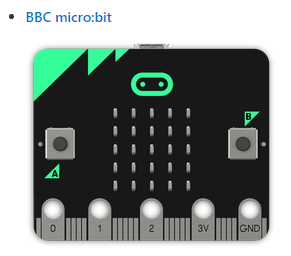 BBC micro:bit
B
A
0 1 2 3V GND